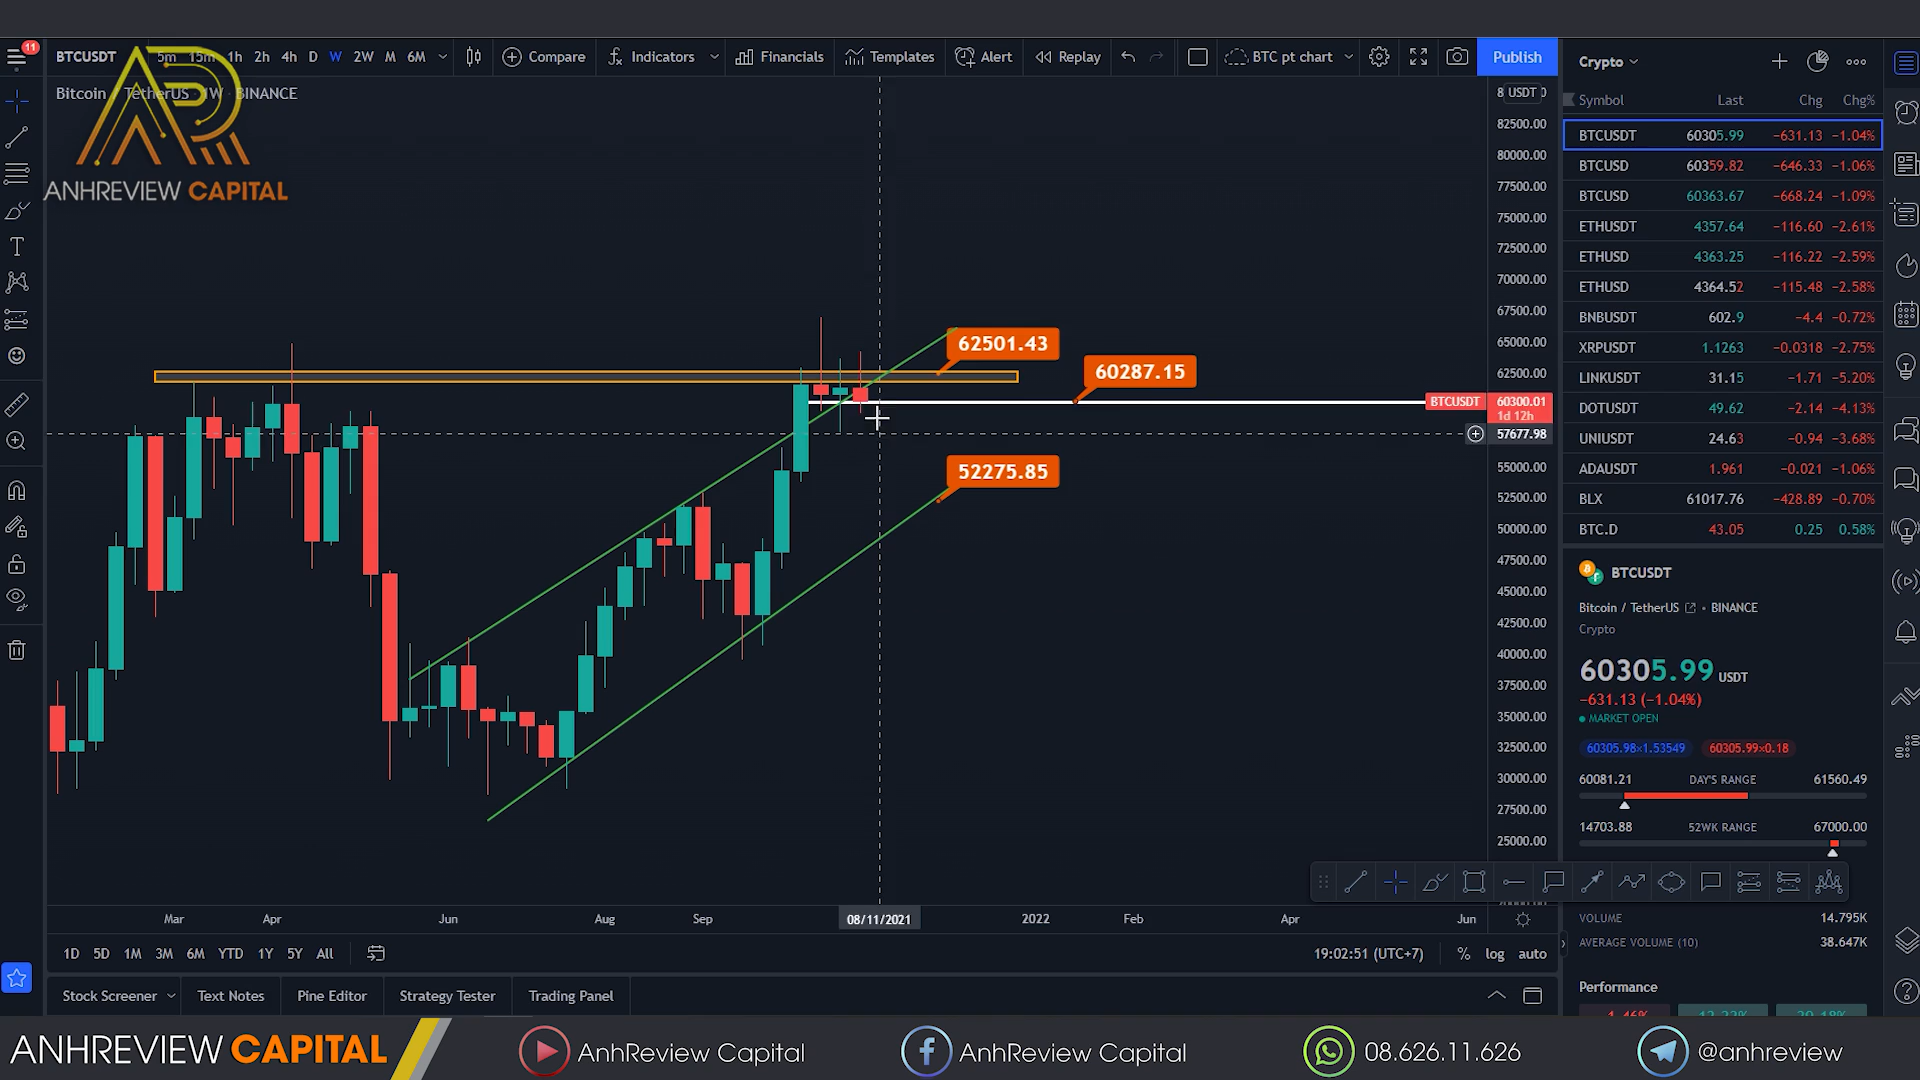 11
BTCUSDT 5m 15m 1h 2h 4h D W 2W M 6M Compare Indicators Financials Templates Alert Replay BTC pt chart Publish
Bitcoin / TetherUS 1W BINANCE
ANHREVIEW CAPITAL
USDT
82500.00
80000.00
77500.00
75000.00
72500.00
70000.00
67500.00
65000.00
62500.00
BTCUSDT 60300.01
1d 12h
57677.98
55000.00
52500.00
50000.00
47500.00
45000.00
42500.00
40000.00
37500.00
35000.00
32500.00
30000.00
27500.00
25000.00
62501.43
60287.15
52275.85
Mar Apr Jun Aug Sep 08/11/2021 2022 Feb Apr Jun
1D 5D 1M 3M 6M YTD 1Y 5Y All 19:02:51 (UTC+7) % log auto
Stock Screener Text Notes Pine Editor Strategy Tester Trading Panel
Crypto
Symbol Last Chg Chg%
BTCUSDT 60305.99 −631.13 −1.04%
BTCUSD 60359.82 −646.33 −1.06%
BTCUSD 60363.67 −668.24 −1.09%
ETHUSDT 4357.64 −116.60 −2.61%
ETHUSD 4363.25 −116.22 −2.59%
ETHUSD 4364.52 −115.48 −2.58%
BNBUSDT 602.9 −4.4 −0.72%
XRPUSDT 1.1263 −0.0318 −2.75%
LINKUSDT 31.15 −1.71 −5.20%
DOTUSDT 49.62 −2.14 −4.13%
UNIUSDT 24.63 −0.94 −3.68%
ADAUSDT 1.961 −0.021 −1.06%
BLX 61017.76 −428.89 −0.70%
BTC.D 43.05 0.25 0.58%
BTCUSDT
Bitcoin / TetherUS • BINANCE
Crypto
60305.99 USDT
−631.13 (−1.04%)
MARKET OPEN
60305.98×1.53549 60305.99×0.18
60081.21 DAY'S RANGE 61560.49
14703.88 52WK RANGE 67000.00
VOLUME 14.795K
AVERAGE VOLUME (10) 38.647K
Performance
ANHREVIEW CAPITAL AnhReview Capital AnhReview Capital 08.626.11.626 @anhreview